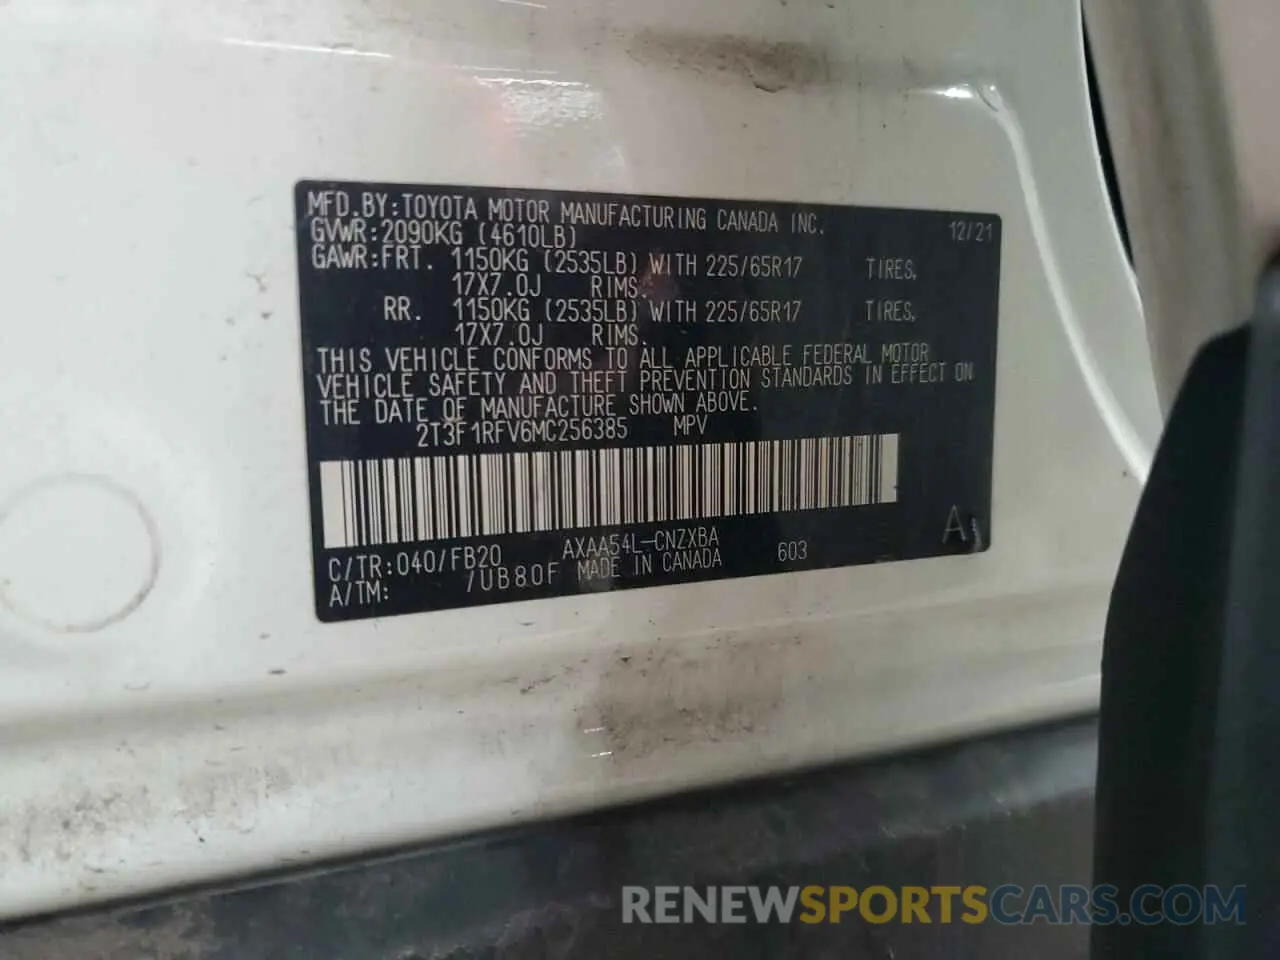 MFD.BY:TOYOTA MOTOR MANUFACTURING CANADA INC. 12/21
GVWR:2090KG (4610LB)
GAWR:FRT. 1150KG (2535LB) WITH 225/65R17 TIRES,
17X7.0J RIMS.
RR. 1150KG (2535LB) WITH 225/65R17 TIRES,
17X7.0J RIMS.
THIS VEHICLE CONFORMS TO ALL APPLICABLE FEDERAL MOTOR
VEHICLE SAFETY AND THEFT PREVENTION STANDARDS IN EFFECT ON
THE DATE OF MANUFACTURE SHOWN ABOVE.
2T3F1RFV6MC256385 MPV
C/TR:040/FB20 AXAA54L-CNZXBA 603
A/TM: /UB80F MADE IN CANADA
RENEWSPORTSCARS.COM